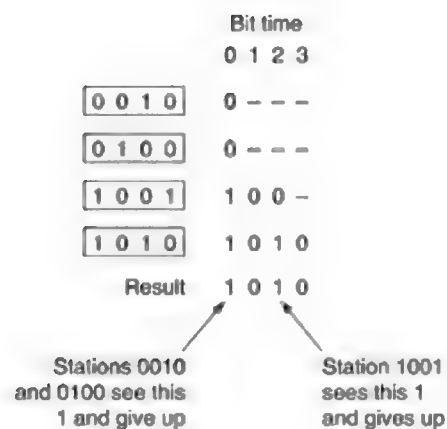 Bit time
0 1 2 3
0 0 1 0 0 – – –
0 1 0 0 0 – – –
1 0 0 1 1 0 0 –
1 0 1 0 1 0 1 0
Result 1 0 1 0
Stations 0010
and 0100 see this
1 and give up
Station 1001
sees this 1
and gives up